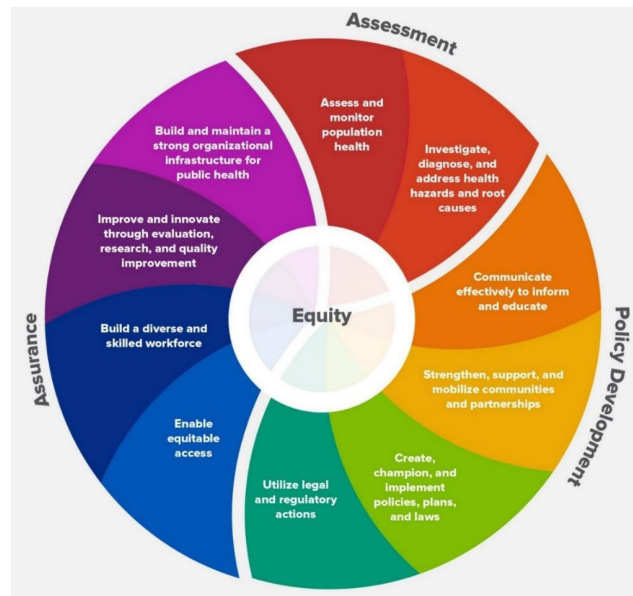 Assessment
Assess and
monitor
population
health
Investigate,
diagnose, and
address health
hazards and root
causes
Policy Development
Communicate
effectively to inform
and educate
Strengthen, support, and
mobilize communities
and partnerships
Create,
champion, and
implement
policies, plans,
and laws
Utilize legal
and regulatory
actions
Assurance
Enable
equitable
access
Build a diverse and
skilled workforce
Improve and innovate
through evaluation,
research, and quality
improvement
Build and maintain a
strong organizational
infrastructure for
public health
Equity